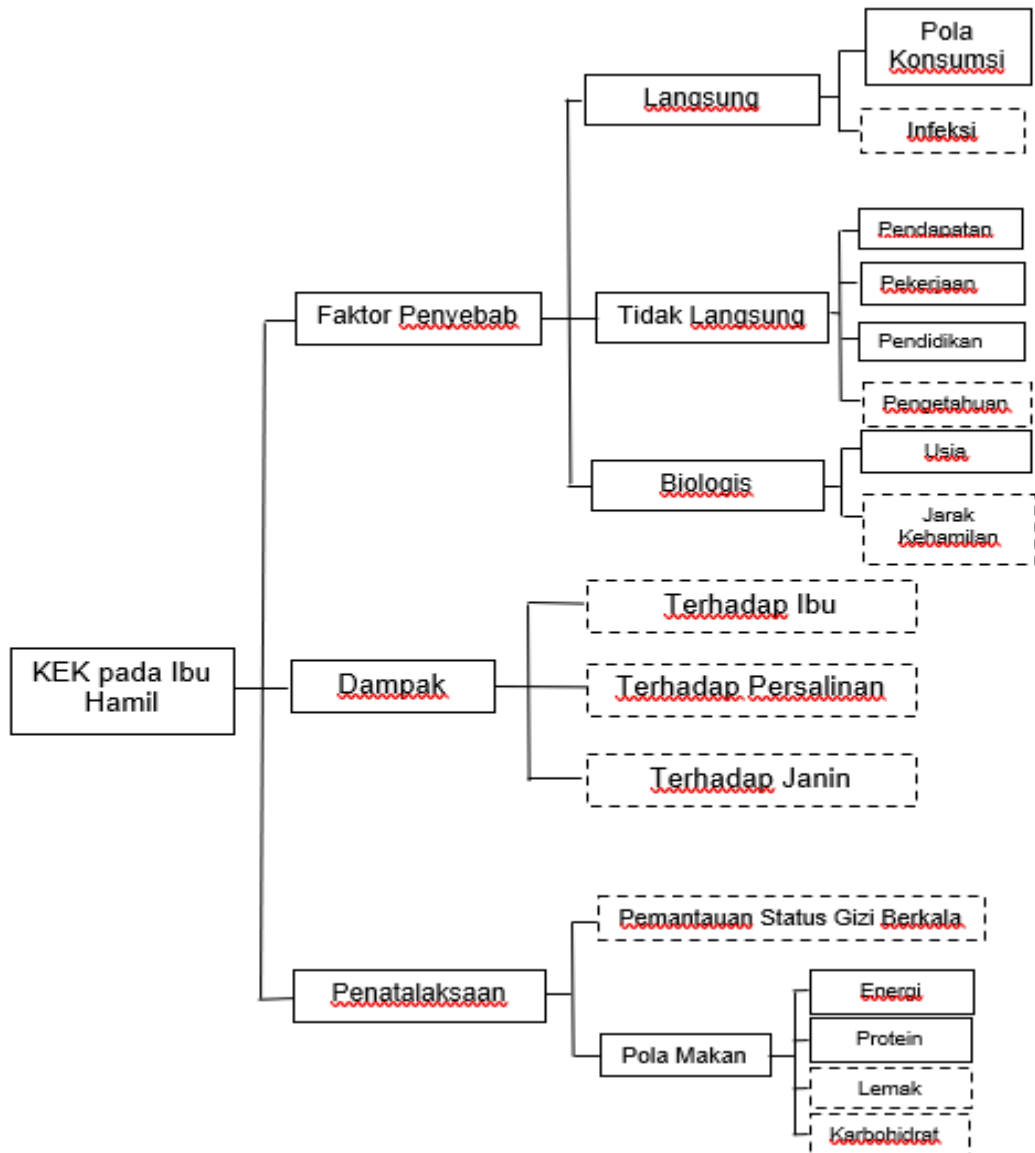 Pola
Konsumsi
Langsung
Infeksi
Pendapatan
Pekerjaan
Faktor Penyebab
Tidak Langsung
Pendidikan
Pengetahuan
Usia
Biologis
Jarak
Kehamilan
Terhadap Ibu
KEK pada Ibu
Hamil
Dampak
Terhadap Persalinan
Terhadap Janin
Pemantauan Status Gizi Berkala
Penatalaksaan
Energi
Protein
Pola Makan
Lemak
Karbohidrat